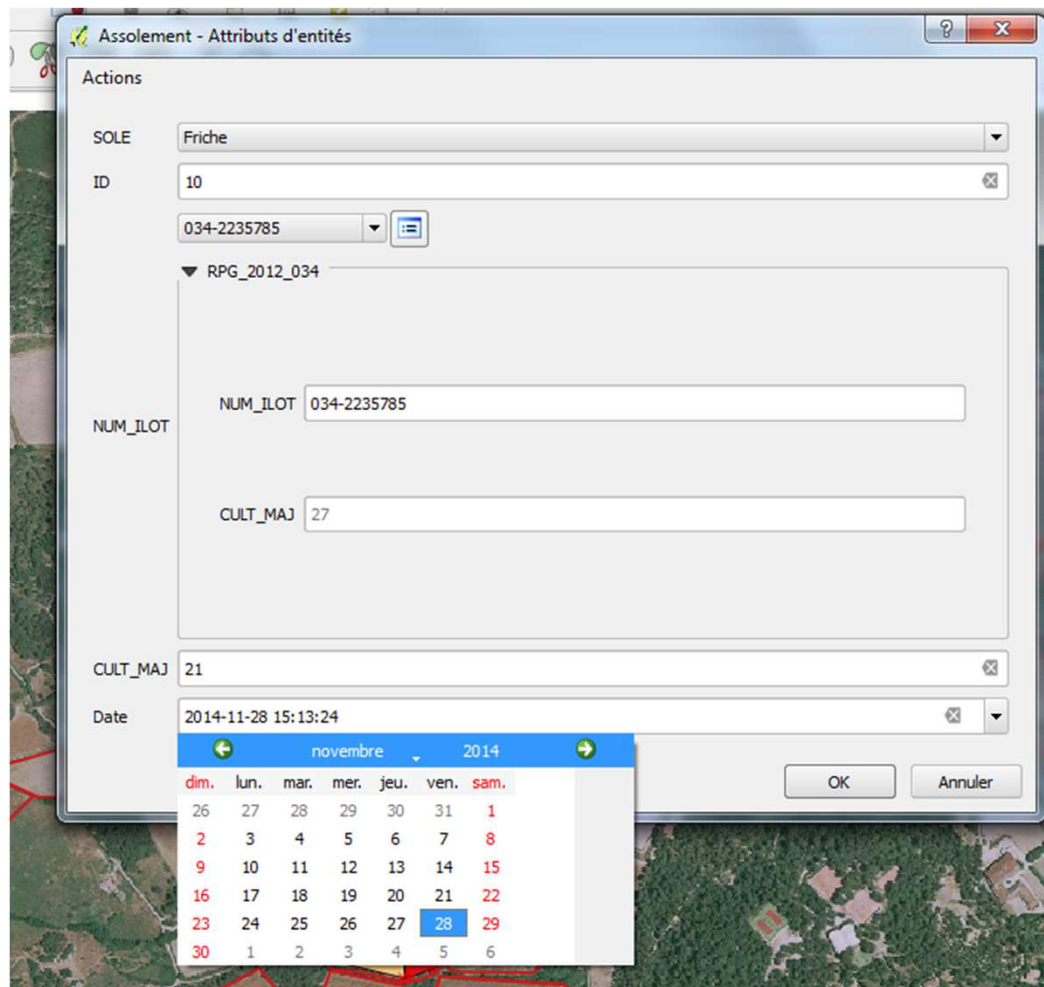 Assolement - Attributs d'entités
?
Actions
SOLE Friche
ID 10
034-2235785
RPG_2012_034
NUM_ILOT
NUM_ILOT 034-2235785
CULT_MAJ 27
CULT_MAJ 21
Date 2014-11-28 15:13:24
novembre 2014
dim. lun. mar. mer. jeu. ven. sam.
26 27 28 29 30 31 1
2 3 4 5 6 7 8
9 10 11 12 13 14 15
16 17 18 19 20 21 22
23 24 25 26 27 28 29
30 1 2 3 4 5 6
OK Annuler